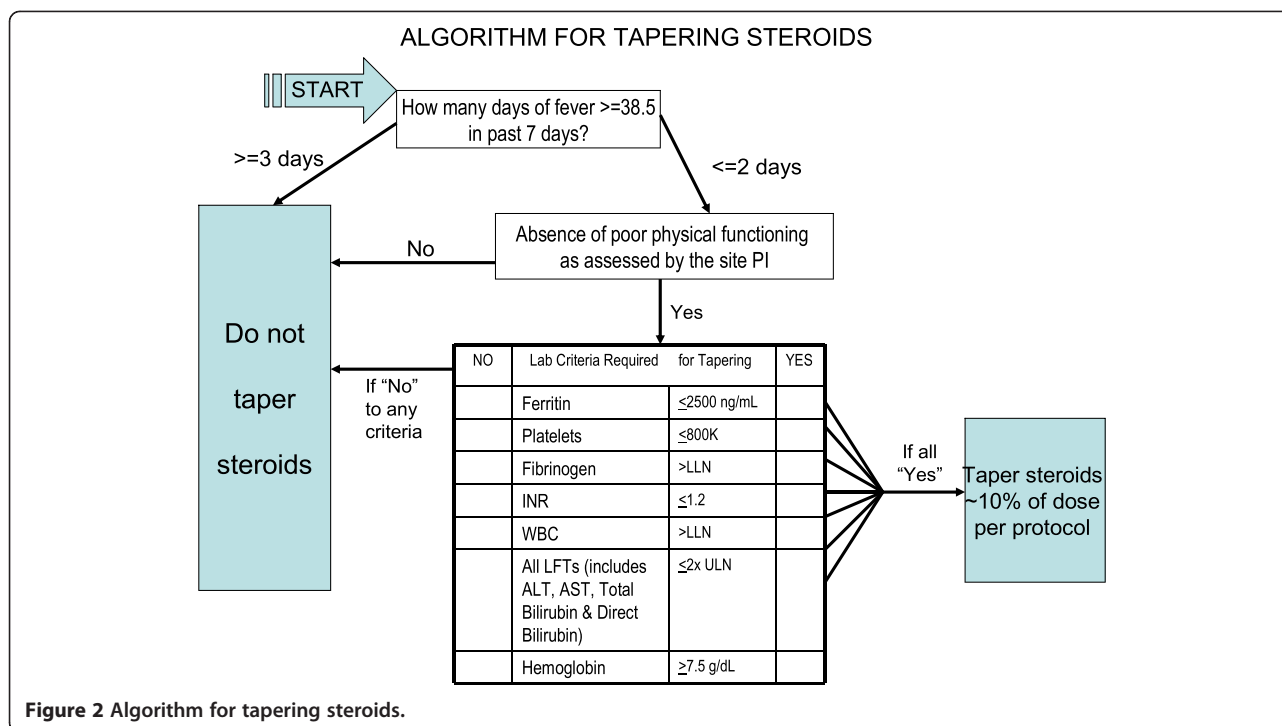 ALGORITHM FOR TAPERING STEROIDS
START
How many days of fever >=38.5
in past 7 days?
>=3 days
<=2 days
Absence of poor physical functioning
as assessed by the site PI
No
Yes
Do not
taper
steroids
If “No”
to any
criteria
NO Lab Criteria Required for Tapering YES
Ferritin ≤2500 ng/mL
Platelets ≤800K
Fibrinogen >LLN
INR ≤1.2
WBC >LLN
All LFTs (includes ≤2x ULN
ALT, AST, Total
Bilirubin & Direct
Bilirubin)
Hemoglobin ≥7.5 g/dL
If all
“Yes”
Taper steroids
~10% of dose
per protocol
Figure 2 Algorithm for tapering steroids.